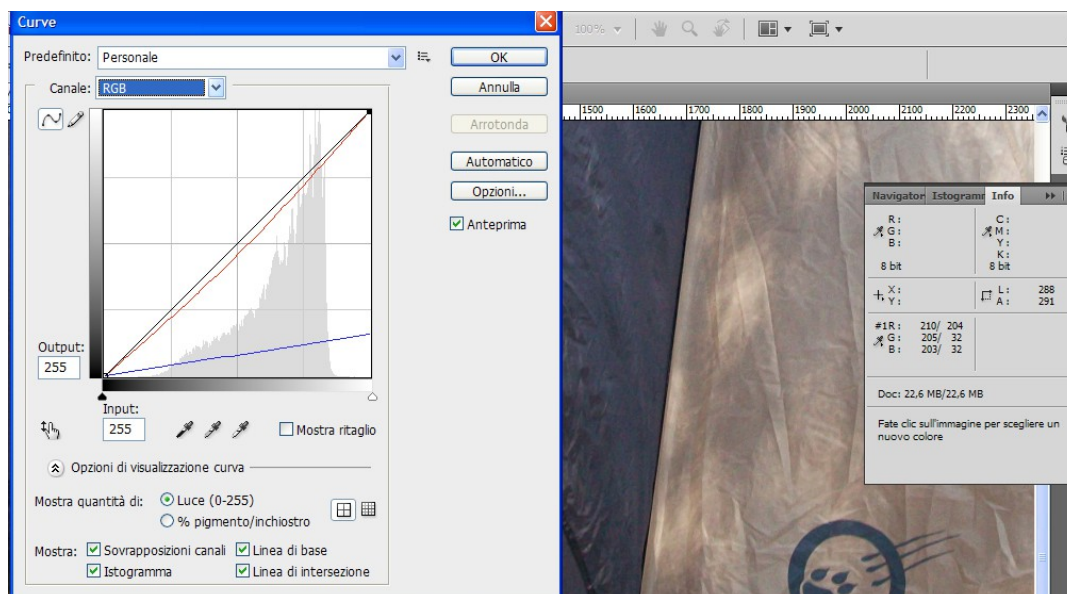 Curve
Predefinito: Personale
OK
Canale: RGB
Annulla
Arrotonda
Automatico
Opzioni...
Anteprima
Output:
255
Input:
255
Mostra ritaglio
Opzioni di visualizzazione curva
Mostra quantità di: Luce (0-255)
% pigmento/inchiostro
Mostra: Sovrapposizioni canali Linea di base
Istogramma Linea di intersezione
100%
1500 1600 1700 1800 1900 2000 2100 2200 2300
Navigator Istogramm Info
R: C:
G: M:
B: Y:
K:
8 bit 8 bit
X: L: 288
Y: A: 291
#1R: 210/ 204
G: 205/ 32
B: 203/ 32
Doc: 22,6 MB/22,6 MB
Fate clic sull'immagine per scegliere un
nuovo colore